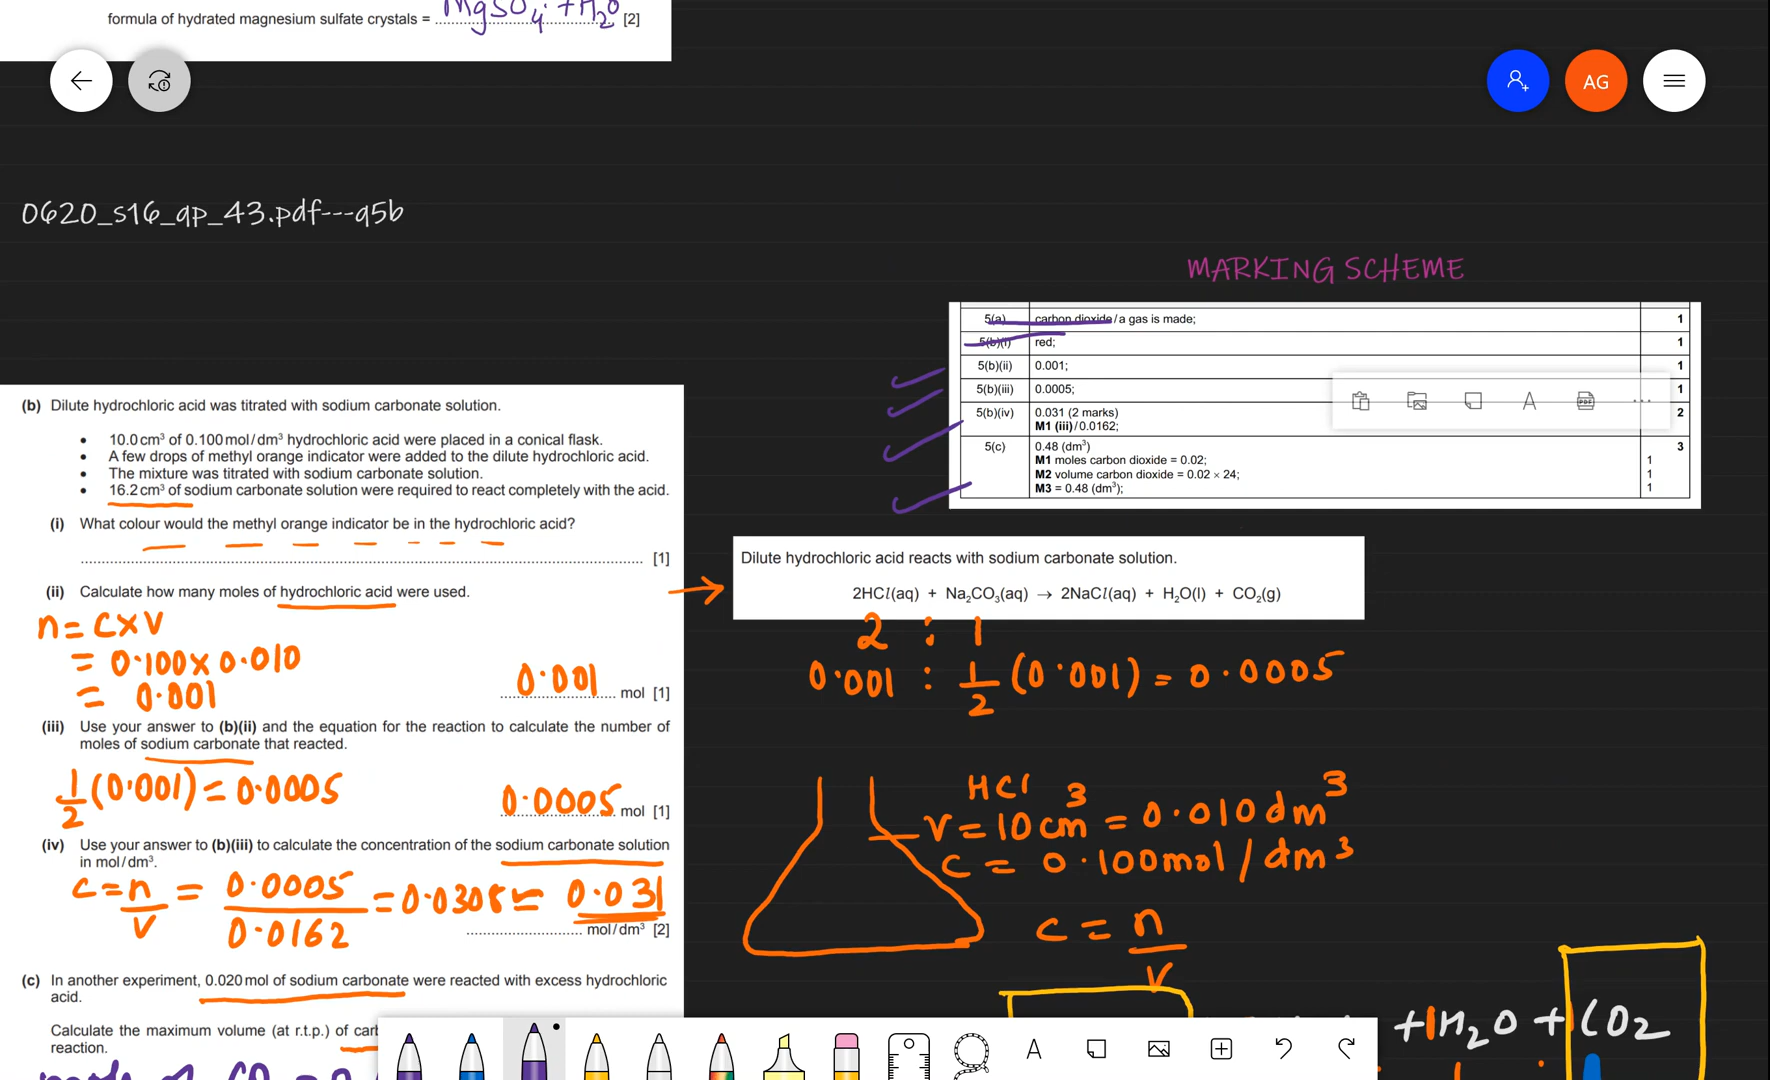 formula of hydrated magnesium sulfate crystals = MgSO4 · +H2O [2]
AG
0620_s16_qp_43.pdf---q5b
MARKING SCHEME
5(a) carbon dioxide/a gas is made; 1
5(b)(i) red; 1
5(b)(ii) 0.001; 1
5(b)(iii) 0.0005; 1
5(b)(iv) 0.031 (2 marks) 2
M1 (iii)/0.0162;
5(c) 0.48 (dm³) 3
M1 moles carbon dioxide = 0.02; 1
M2 volume carbon dioxide = 0.02 × 24; 1
M3 = 0.48 (dm³); 1
(b) Dilute hydrochloric acid was titrated with sodium carbonate solution.
• 10.0 cm³ of 0.100 mol/dm³ hydrochloric acid were placed in a conical flask.
• A few drops of methyl orange indicator were added to the dilute hydrochloric acid.
• The mixture was titrated with sodium carbonate solution.
• 16.2 cm³ of sodium carbonate solution were required to react completely with the acid.
(i) What colour would the methyl orange indicator be in the hydrochloric acid?
[1]
(ii) Calculate how many moles of hydrochloric acid were used.
n = c x v
= 0.100 x 0.010
= 0.001
0.001 mol [1]
(iii) Use your answer to (b)(ii) and the equation for the reaction to calculate the number of
moles of sodium carbonate that reacted.
1/2 (0.001) = 0.0005
0.0005 mol [1]
(iv) Use your answer to (b)(iii) to calculate the concentration of the sodium carbonate solution
in mol/dm³.
c = n/v = 0.0005/0.0162 = 0.0308 = 0.031
mol/dm³ [2]
(c) In another experiment, 0.020 mol of sodium carbonate were reacted with excess hydrochloric
acid.
Calculate the maximum volume (at r.t.p.) of
reaction.
Dilute hydrochloric acid reacts with sodium carbonate solution.
2HCl(aq) + Na₂CO₃(aq) → 2NaCl(aq) + H₂O(l) + CO₂(g)
2 : 1
0.001 : 1/2 (0.001) = 0.0005
HCl
v = 10 cm³ = 0.010 dm³
c = 0.100 mol/dm³
c = n/v
+1H2O + 1CO2